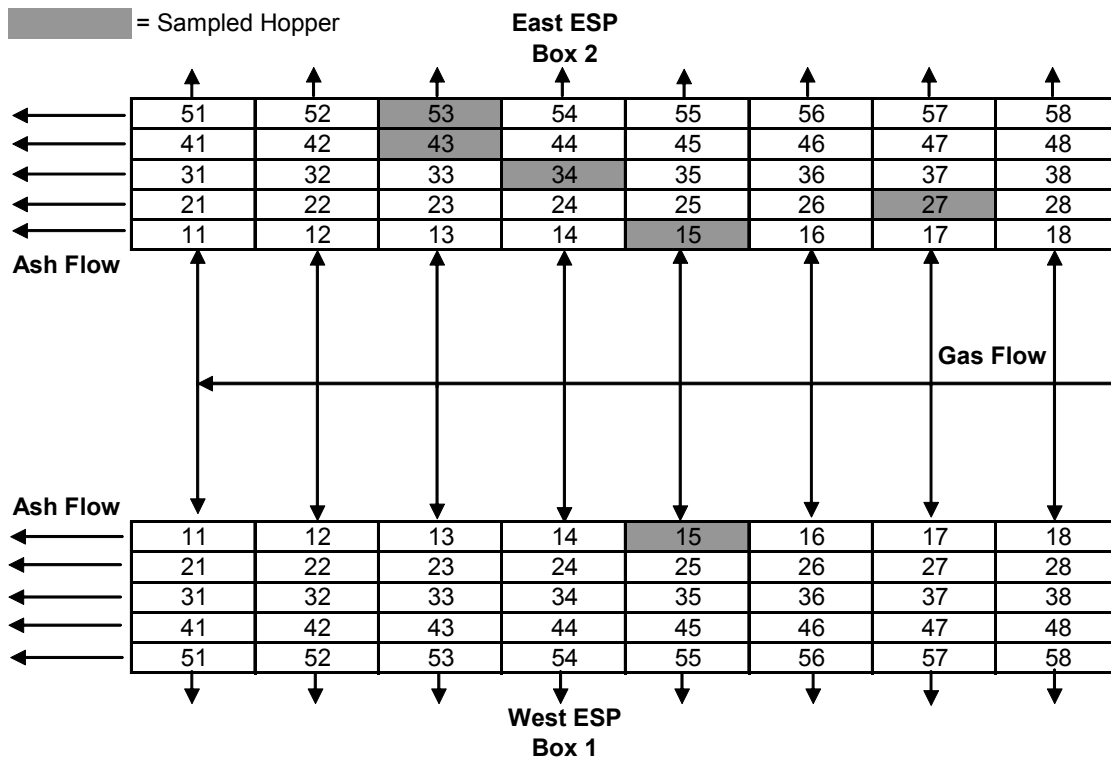 = Sampled Hopper
East ESP
Box 2
51 52 53 54 55 56 57 58
41 42 43 44 45 46 47 48
31 32 33 34 35 36 37 38
21 22 23 24 25 26 27 28
11 12 13 14 15 16 17 18
Ash Flow
Gas Flow
Ash Flow
11 12 13 14 15 16 17 18
21 22 23 24 25 26 27 28
31 32 33 34 35 36 37 38
41 42 43 44 45 46 47 48
51 52 53 54 55 56 57 58
West ESP
Box 1